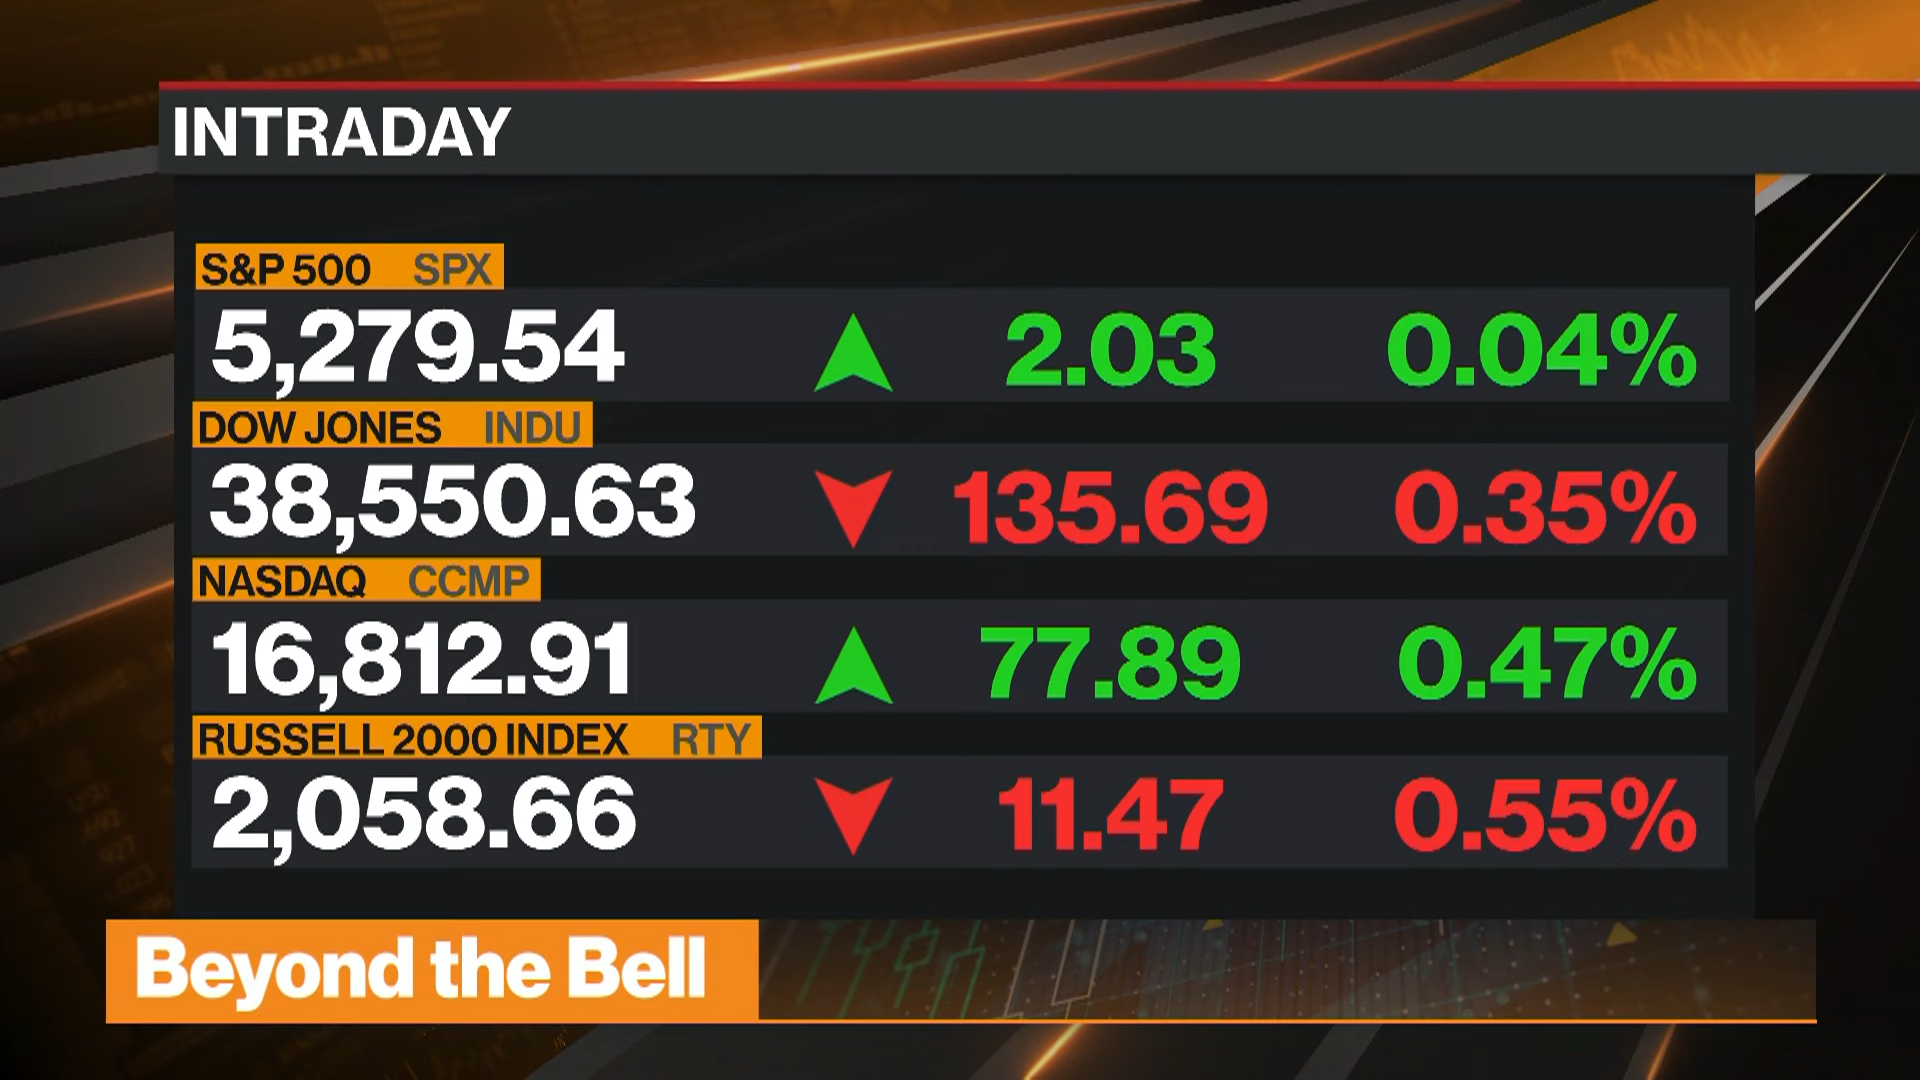 INTRADAY
S&P 500 SPX
5,279.54 2.03 0.04%
DOW JONES INDU
38,550.63 135.69 0.35%
NASDAQ CCMP
16,812.91 77.89 0.47%
RUSSELL 2000 INDEX RTY
2,058.66 11.47 0.55%
Beyond the Bell